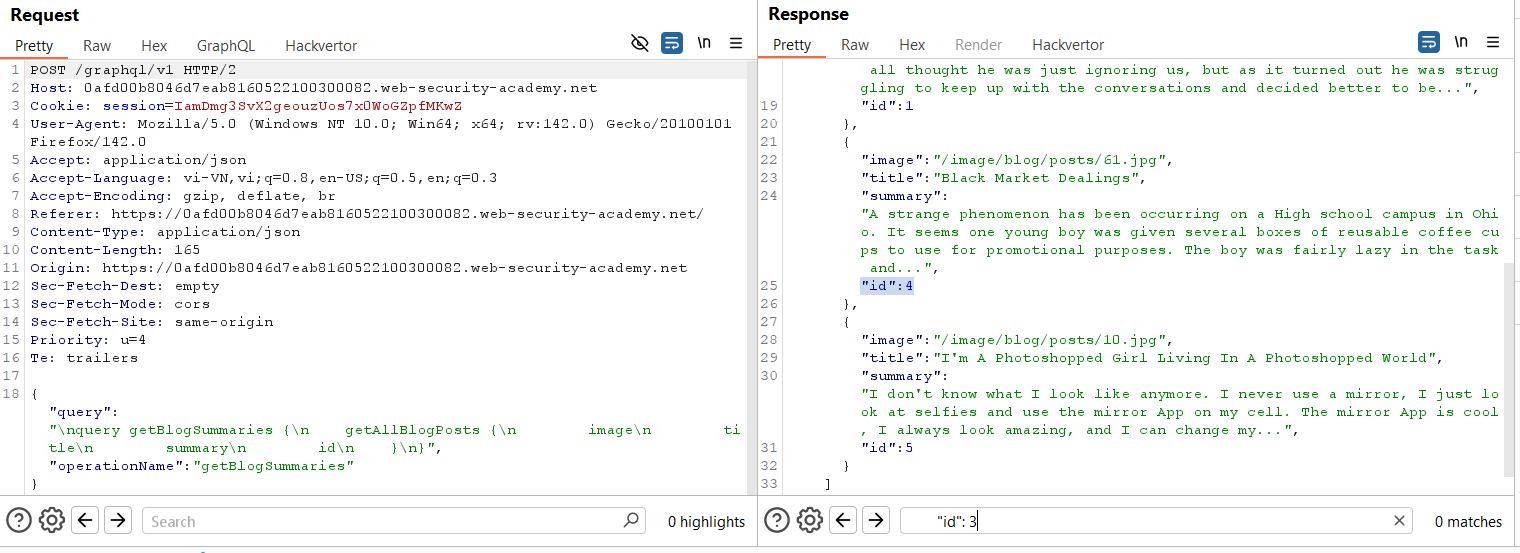 Request
Pretty Raw Hex GraphQL Hackvertor \n
1 POST /graphql/v1 HTTP/2
2 Host: 0afd00b8046d7eab8160522100300082.web-security-academy.net
3 Cookie: session=IamDmg3SvX2geouzUos7x0WoGZpfMKwZ
4 User-Agent: Mozilla/5.0 (Windows NT 10.0; Win64; x64; rv:142.0) Gecko/20100101
Firefox/142.0
5 Accept: application/json
6 Accept-Language: vi-VN,vi;q=0.8,en-US;q=0.5,en;q=0.3
7 Accept-Encoding: gzip, deflate, br
8 Referer: https://0afd00b8046d7eab8160522100300082.web-security-academy.net/
9 Content-Type: application/json
10 Content-Length: 165
11 Origin: https://0afd00b8046d7eab8160522100300082.web-security-academy.net
12 Sec-Fetch-Dest: empty
13 Sec-Fetch-Mode: cors
14 Sec-Fetch-Site: same-origin
15 Priority: u=4
16 Te: trailers
17
18 {
"query":
"\nquery getBlogSummaries {\n    getAllBlogPosts {\n        image\n        ti
tle\n        summary\n        id\n    }\n}",
"operationName":"getBlogSummaries"
}
Search
0 highlights
Response
Pretty Raw Hex Render Hackvertor \n
all thought he was just ignoring us, but as it turned out he was strug
gling to keep up with the conversations and decided better to be...",
19 "id":1
20 },
21 {
22 "image":"/image/blog/posts/61.jpg",
23 "title":"Black Market Dealings",
24 "summary":
"A strange phenomenon has been occurring on a High school campus in Ohi
o. It seems one young boy was given several boxes of reusable coffee cu
ps to use for promotional purposes. The boy was fairly lazy in the task
and...",
25 "id":4
26 },
27 {
28 "image":"/image/blog/posts/10.jpg",
29 "title":"I'm A Photoshopped Girl Living In A Photoshopped World",
30 "summary":
"I don't know what I look like anymore. I never use a mirror, I just lo
ok at selfies and use the mirror App on my cell. The mirror App is cool
, I always look amazing, and I can change my...",
31 "id":5
32 }
33 ]
"id": 3
0 matches